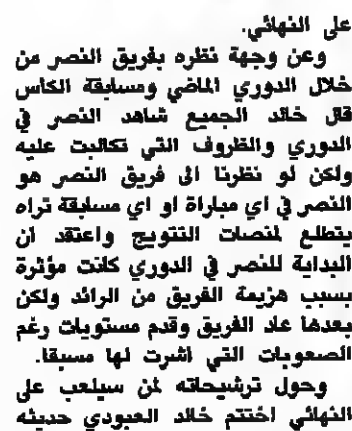 على النهائي.
وعن وجهة نظره بفريق النصر من
خلال الدوري الماضي ومسابقة الكأس
قال خالد الجميع شاهد النصر في
الدوري والظروف التي تكالبت عليه
ولكن لو نظرنا الى فريق النصر هو
النصر في اي مباراة او اي مسابقة تراه
يتطلع لمنصات التتويج واعتقد ان
البداية للنصر في الدوري كانت مؤثرة
بسبب هزيمة الفريق من الرائد ولكن
بعدها عاد الفريق وقدم مستويات رغم
الصعوبات التي اشرت لها مسبقا.
وحول ترشيحاته لمن سيلعب على
النهائي اختتم خالد العبودي حديثه